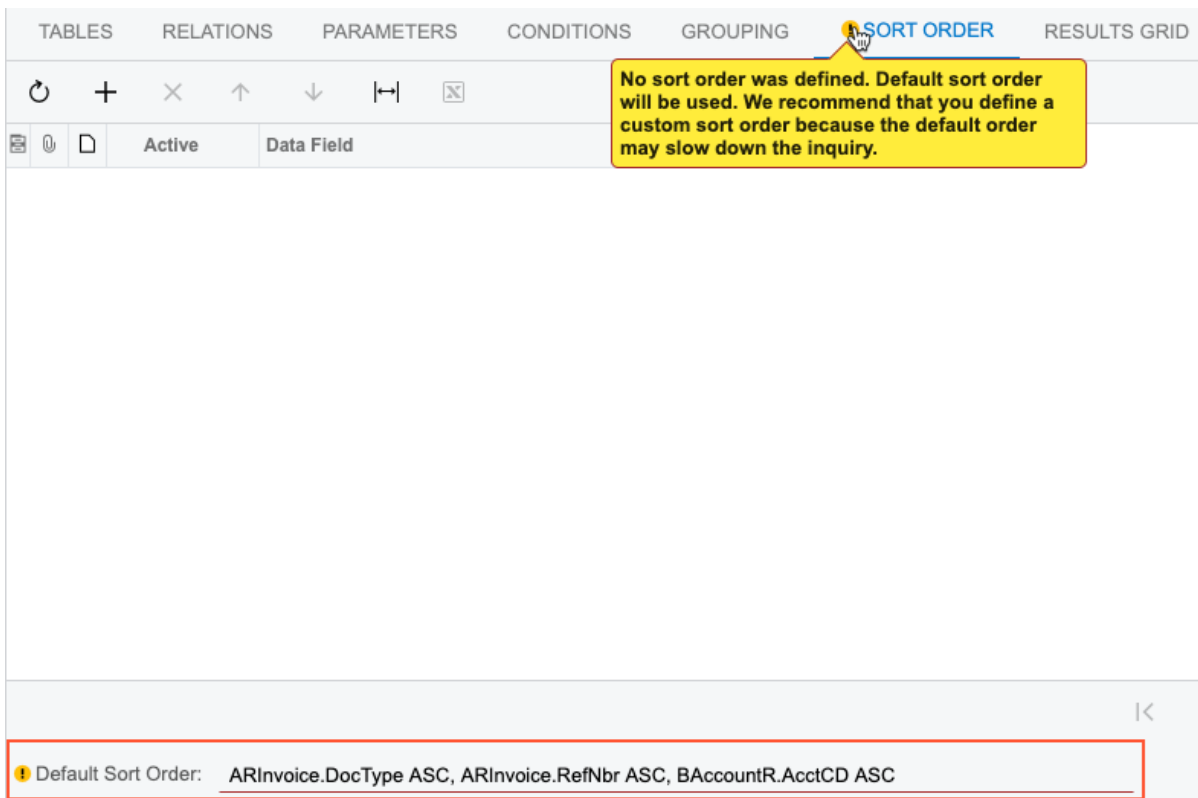 TABLES RELATIONS PARAMETERS CONDITIONS GROUPING SORT ORDER RESULTS GRID
No sort order was defined. Default sort order
will be used. We recommend that you define a
custom sort order because the default order
may slow down the inquiry.
Active Data Field
Default Sort Order: ARInvoice.DocType ASC, ARInvoice.RefNbr ASC, BAccountR.AcctCD ASC